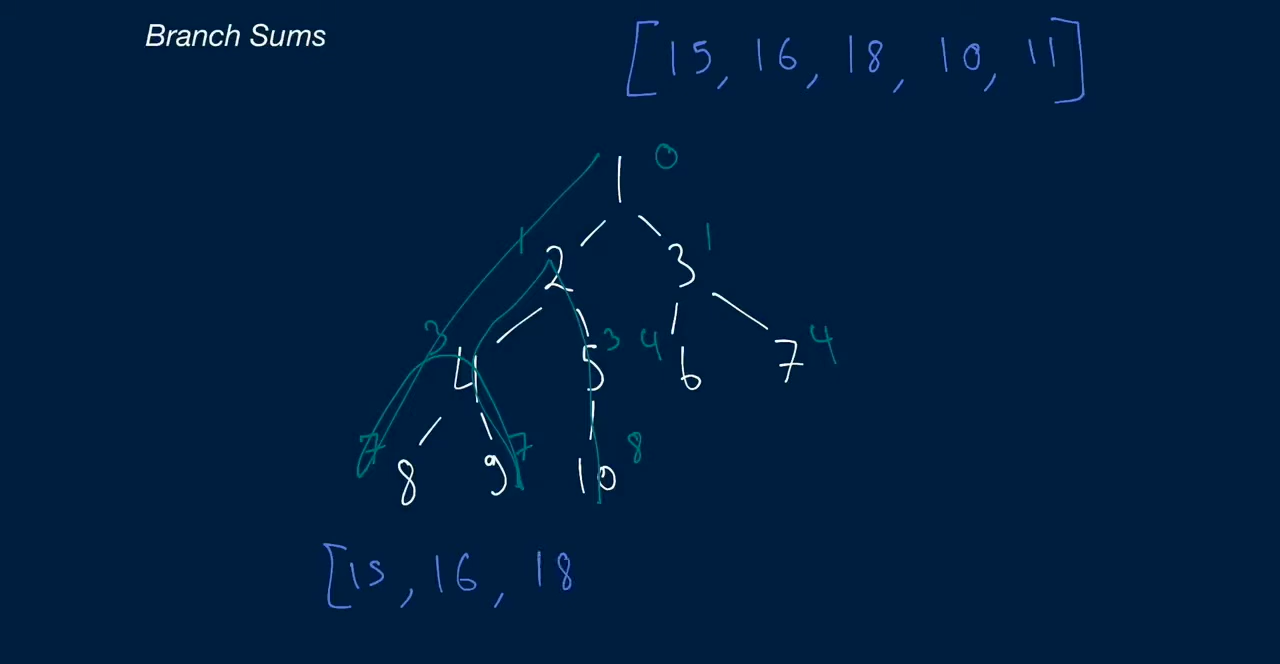 Branch Sums
[15, 16, 18, 10, 11]
1 0
1 2 3 1
3 4 5 3 4 6 7 4
7 8 9 7 10 8
[15, 16, 18